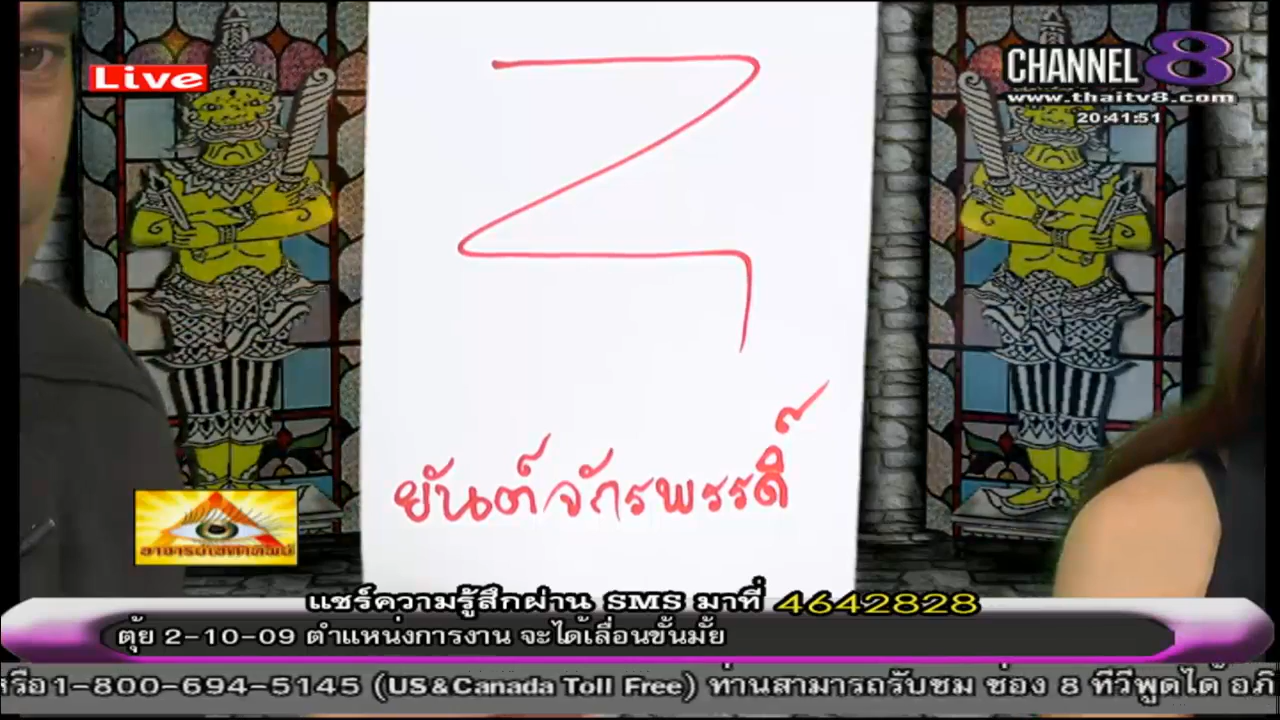 Live
CHANNEL 8
www.thaitv8.com
20:41:51
ยันต์จักรพรรดิ์
แชร์ความรู้สึกผ่าน SMS มาที่ 4642828
ตุ้ย 2-10-09 ตำแหน่งการงาน จะได้เลื่อนขั้นมั้ย
หรือ1-800-694-5145 (US&Canada Toll Free) ท่านสามารถรับชม ช่อง 8 ทีวีพูดได้ อภิ